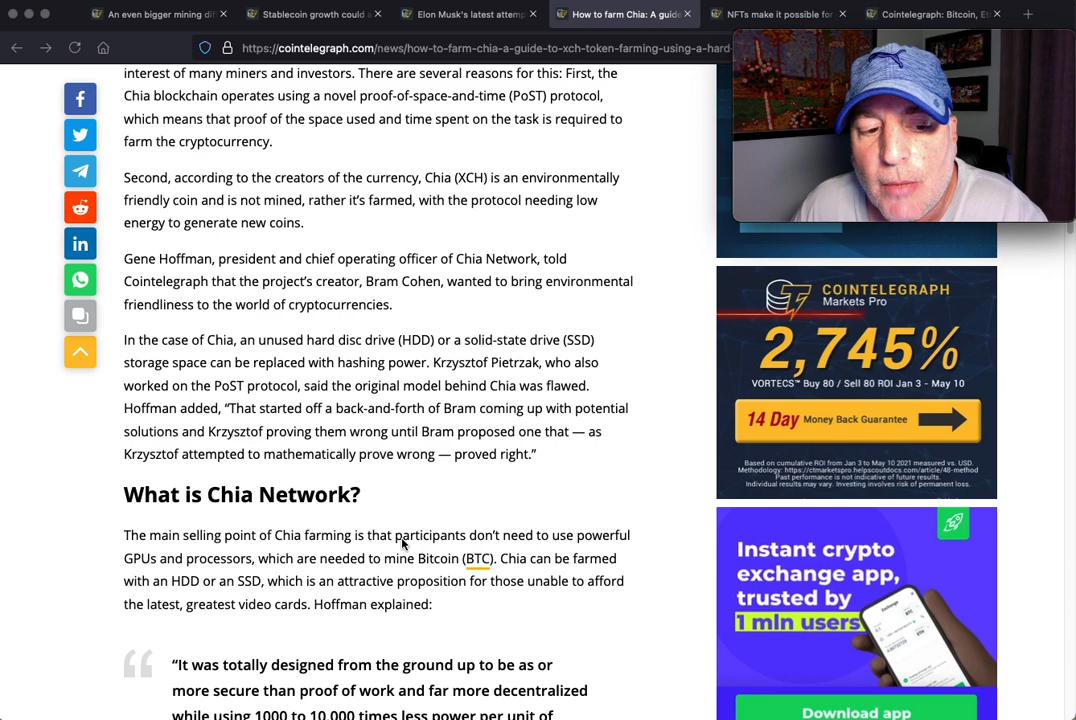 An even bigger mining dif
Stablecoin growth could a
Elon Musk's latest attemp
How to farm Chia: A guide
NFTs make it possible for
Cointelegraph: Bitcoin, Et
https://cointelegraph.com/news/how-to-farm-chia-a-guide-to-xch-token-farming-using-a-hard-
interest of many miners and investors. There are several reasons for this: First, the
Chia blockchain operates using a novel proof-of-space-and-time (PoST) protocol,
which means that proof of the space used and time spent on the task is required to
farm the cryptocurrency.
Second, according to the creators of the currency, Chia (XCH) is an environmentally
friendly coin and is not mined, rather it's farmed, with the protocol needing low
energy to generate new coins.
Gene Hoffman, president and chief operating officer of Chia Network, told
Cointelegraph that the project's creator, Bram Cohen, wanted to bring environmental
friendliness to the world of cryptocurrencies.
In the case of Chia, an unused hard disc drive (HDD) or a solid-state drive (SSD)
storage space can be replaced with hashing power. Krzysztof Pietrzak, who also
worked on the PoST protocol, said the original model behind Chia was flawed.
Hoffman added, “That started off a back-and-forth of Bram coming up with potential
solutions and Krzysztof proving them wrong until Bram proposed one that — as
Krzysztof attempted to mathematically prove wrong — proved right.”
What is Chia Network?
The main selling point of Chia farming is that participants don't need to use powerful
GPUs and processors, which are needed to mine Bitcoin (BTC). Chia can be farmed
with an HDD or an SSD, which is an attractive proposition for those unable to afford
the latest, greatest video cards. Hoffman explained:
“It was totally designed from the ground up to be as or
more secure than proof of work and far more decentralized
while using 1000 to 10,000 times less power per unit of
COINTELEGRAPH
Markets Pro
2,745%
VORTECS™ Buy 80 / Sell 80 ROI Jan 3 - May 10
14 Day Money Back Guarantee
Based on cumulative ROI from Jan 3 to May 10 2021 measured vs. USD.
Methodology: https://ctmarketspro.helpscoutdocs.com/article/48-method
Past performance is not indicative of future results.
Individual results may vary. Investing involves risk of permanent loss.
Instant crypto
exchange app,
trusted by
1 mln users
Download app